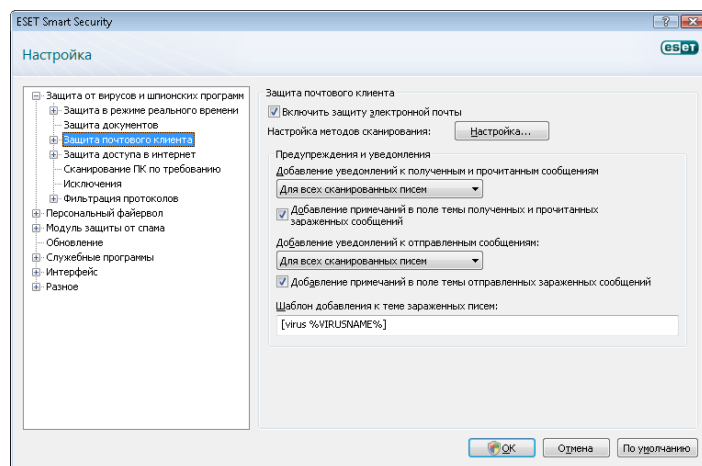 ESET Smart Security
Настройка
eset
Защита от вирусов и шпионских программ
Защита в режиме реального времени
Защита документов
Защита почтового клиента
Защита доступа в интернет
Сканирование ПК по требованию
Исключения
Фильтрация протоколов
Персональный файервол
Модуль защиты от спама
Обновление
Служебные программы
Интерфейс
Разное
Защита почтового клиента
Включить защиту электронной почты
Настройка методов сканирования:
Настройка...
Предупреждения и уведомления
Добавление уведомлений к полученным и прочитанным сообщениям
Для всех сканированных писем
Добавление примечаний в поле темы полученных и прочитанных
зараженных сообщений
Добавление уведомлений к отправленным сообщениям:
Для всех сканированных писем
Добавление примечаний в поле темы отправленных зараженных сообщений
Шаблон добавления к теме зараженных писем:
[virus %VIRUSNAME%]
OK
Отмена
По умолчанию